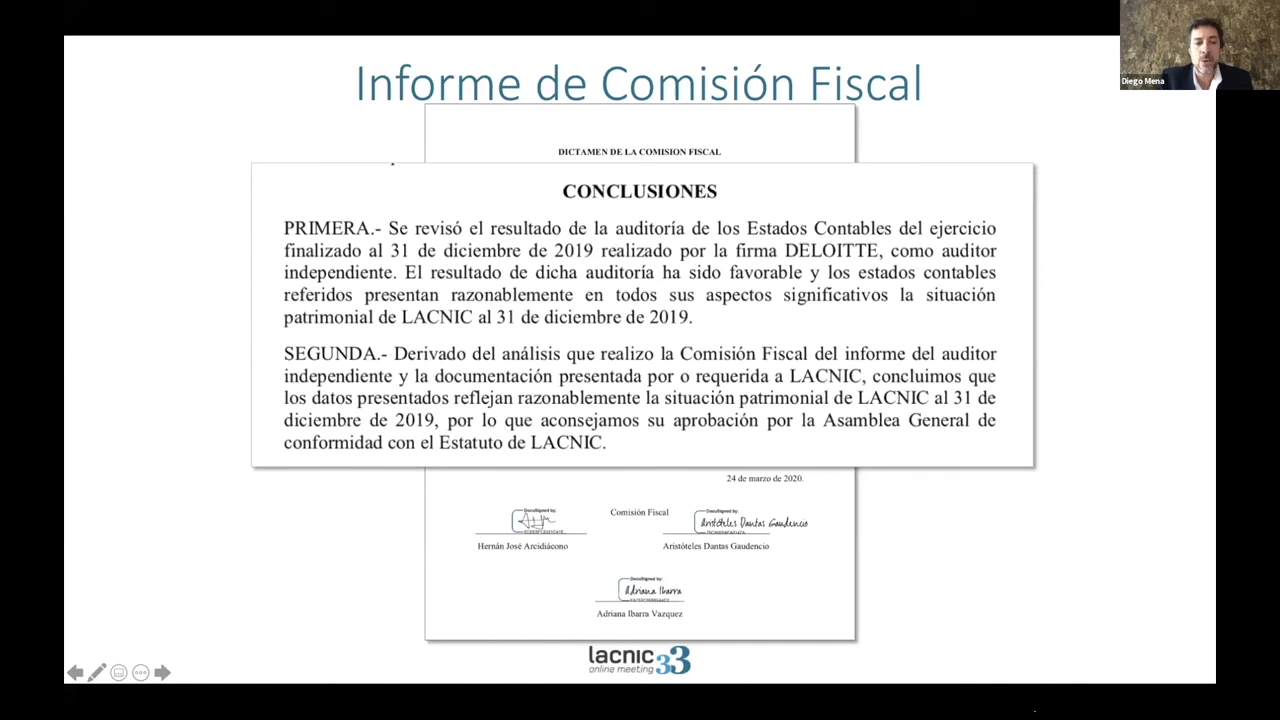 Informe de Comisión Fiscal
Diego Mena
DICTAMEN DE LA COMISION FISCAL
CONCLUSIONES
PRIMERA.- Se revisó el resultado de la auditoría de los Estados Contables del ejercicio
finalizado al 31 de diciembre de 2019 realizado por la firma DELOITTE, como auditor
independiente. El resultado de dicha auditoría ha sido favorable y los estados contables
referidos presentan razonablemente en todos sus aspectos significativos la situación
patrimonial de LACNIC al 31 de diciembre de 2019.
SEGUNDA.- Derivado del análisis que realizo la Comisión Fiscal del informe del auditor
independiente y la documentación presentada por o requerida a LACNIC, concluimos que
los datos presentados reflejan razonablemente la situación patrimonial de LACNIC al 31 de
diciembre de 2019, por lo que aconsejamos su aprobación por la Asamblea General de
conformidad con el Estatuto de LACNIC.
24 de marzo de 2020.
Comisión Fiscal
DocuSigned by:
Hernán José Arcidiácono
DocuSigned by:
Aristóteles Dantas Gaudencio
Aristóteles Dantas Gaudencio
DocuSigned by:
Adriana Ibarra
Adriana Ibarra Vazquez
lacnic 33
online meeting